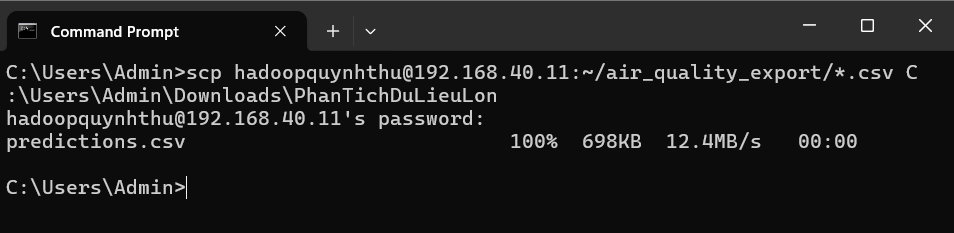 Command Prompt
C:\Users\Admin>scp hadoopquynhthu@192.168.40.11:~/air_quality_export/*.csv C
:\Users\Admin\Downloads\PhanTichDuLieuLon
hadoopquynhthu@192.168.40.11's password:
predictions.csv 100% 698KB 12.4MB/s 00:00
C:\Users\Admin>